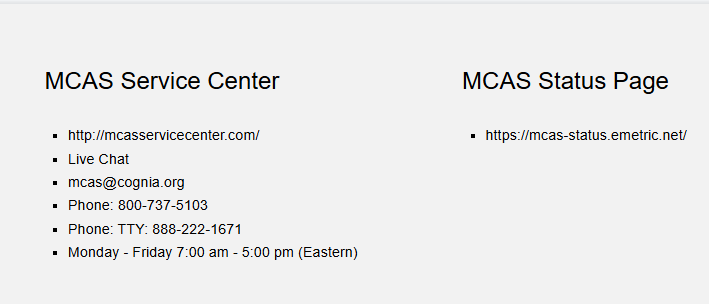 MCAS Service Center
http://mcasservicecenter.com/
Live Chat
mcas@cognia.org
Phone: 800-737-5103
Phone: TTY: 888-222-1671
Monday - Friday 7:00 am - 5:00 pm (Eastern)
MCAS Status Page
https://mcas-status.emetric.net/